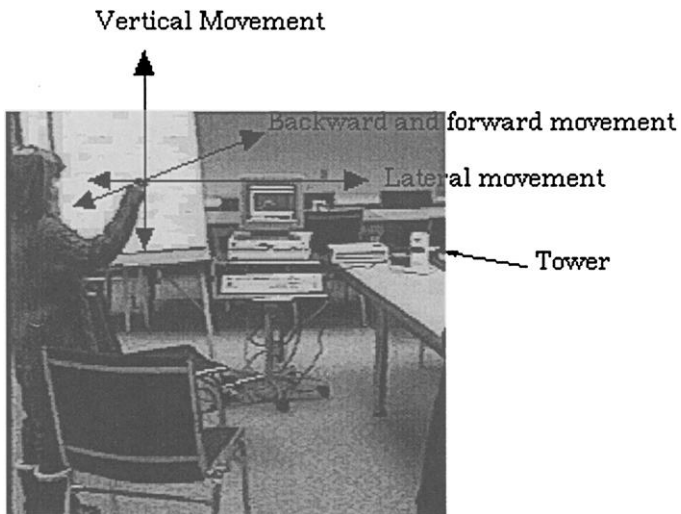 Vertical Movement
Backward and forward movement
Lateral movement
Tower